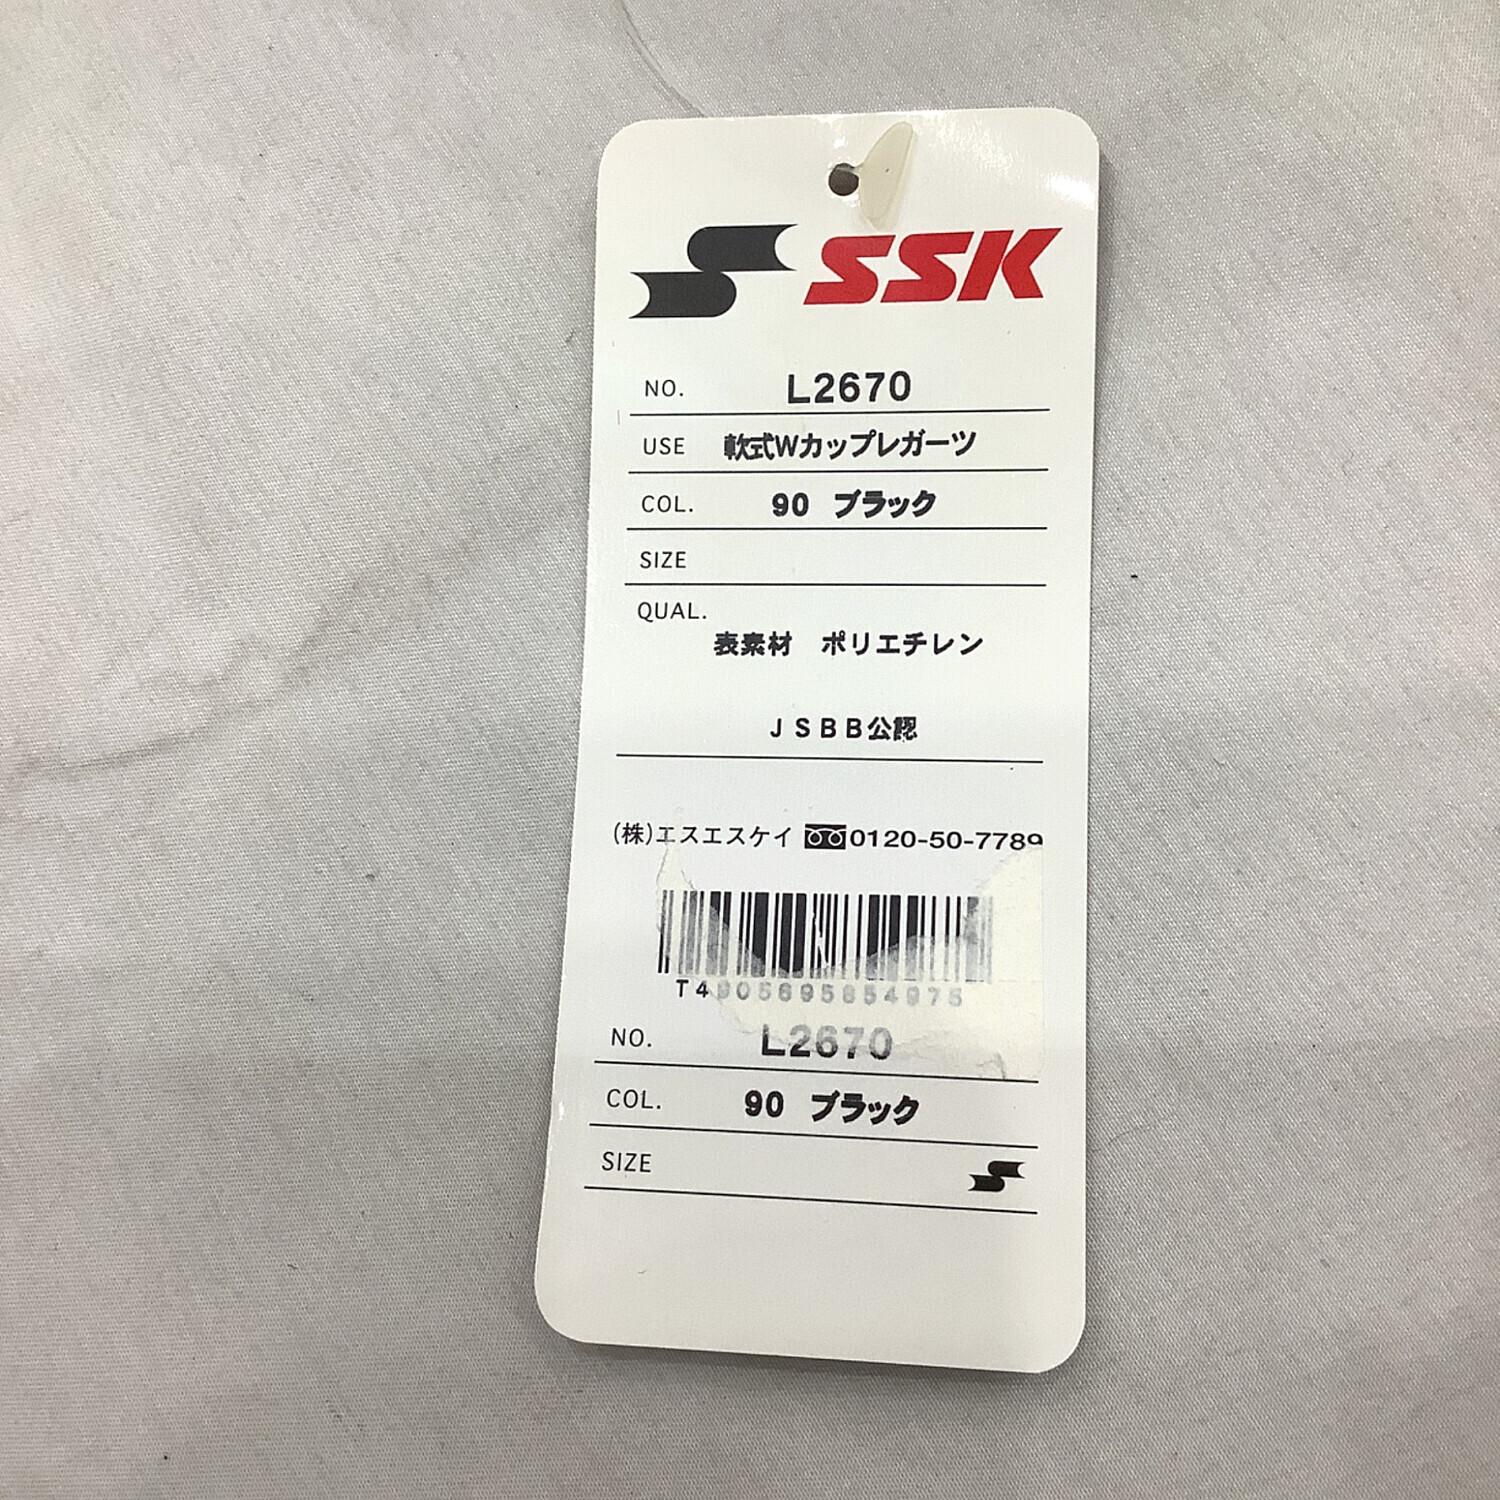 SSK
NO. L2670
USE 軟式Wカップレガーツ
COL. 90 ブラック
SIZE
QUAL.
表素材 ポリエチレン
JSBB公認
(株)エスエスケイ 0120-50-7789
NO. L2670
COL. 90 ブラック
SIZE